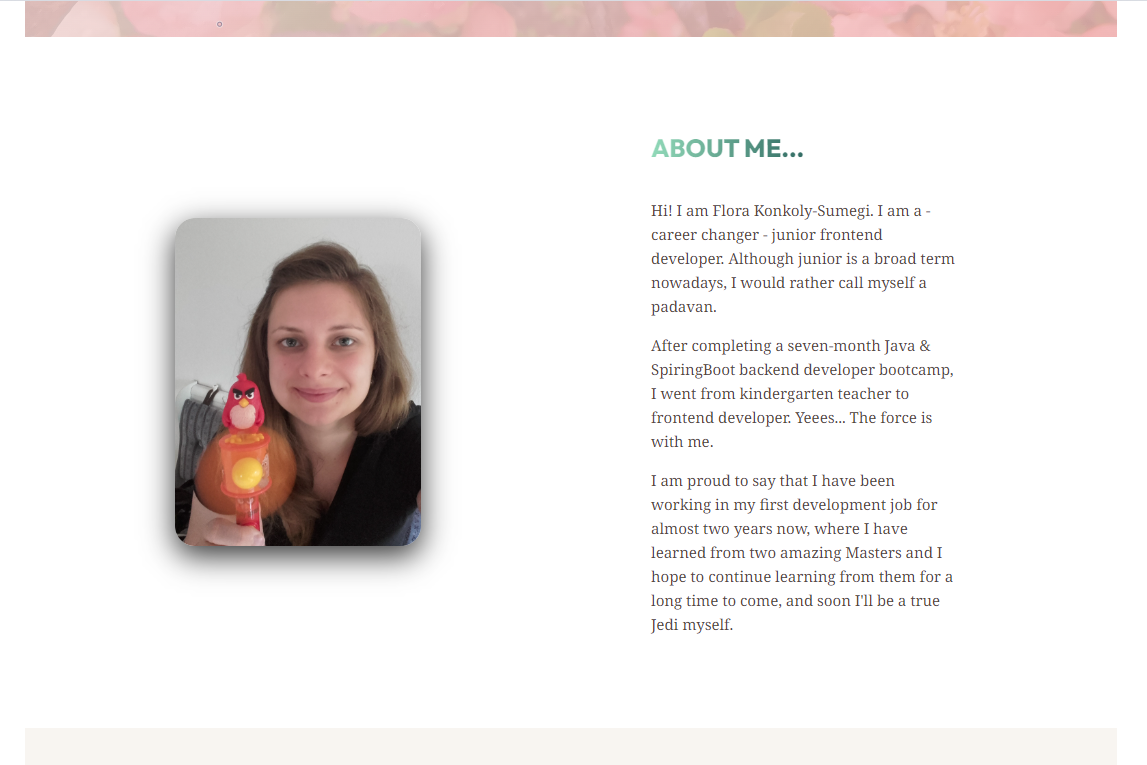 ABOUT ME...
Hi! I am Flora Konkoly-Sumegi. I am a -
career changer - junior frontend
developer. Although junior is a broad term
nowadays, I would rather call myself a
padavan.
After completing a seven-month Java &
SpiringBoot backend developer bootcamp,
I went from kindergarten teacher to
frontend developer. Yeees... The force is
with me.
I am proud to say that I have been
working in my first development job for
almost two years now, where I have
learned from two amazing Masters and I
hope to continue learning from them for a
long time to come, and soon I'll be a true
Jedi myself.